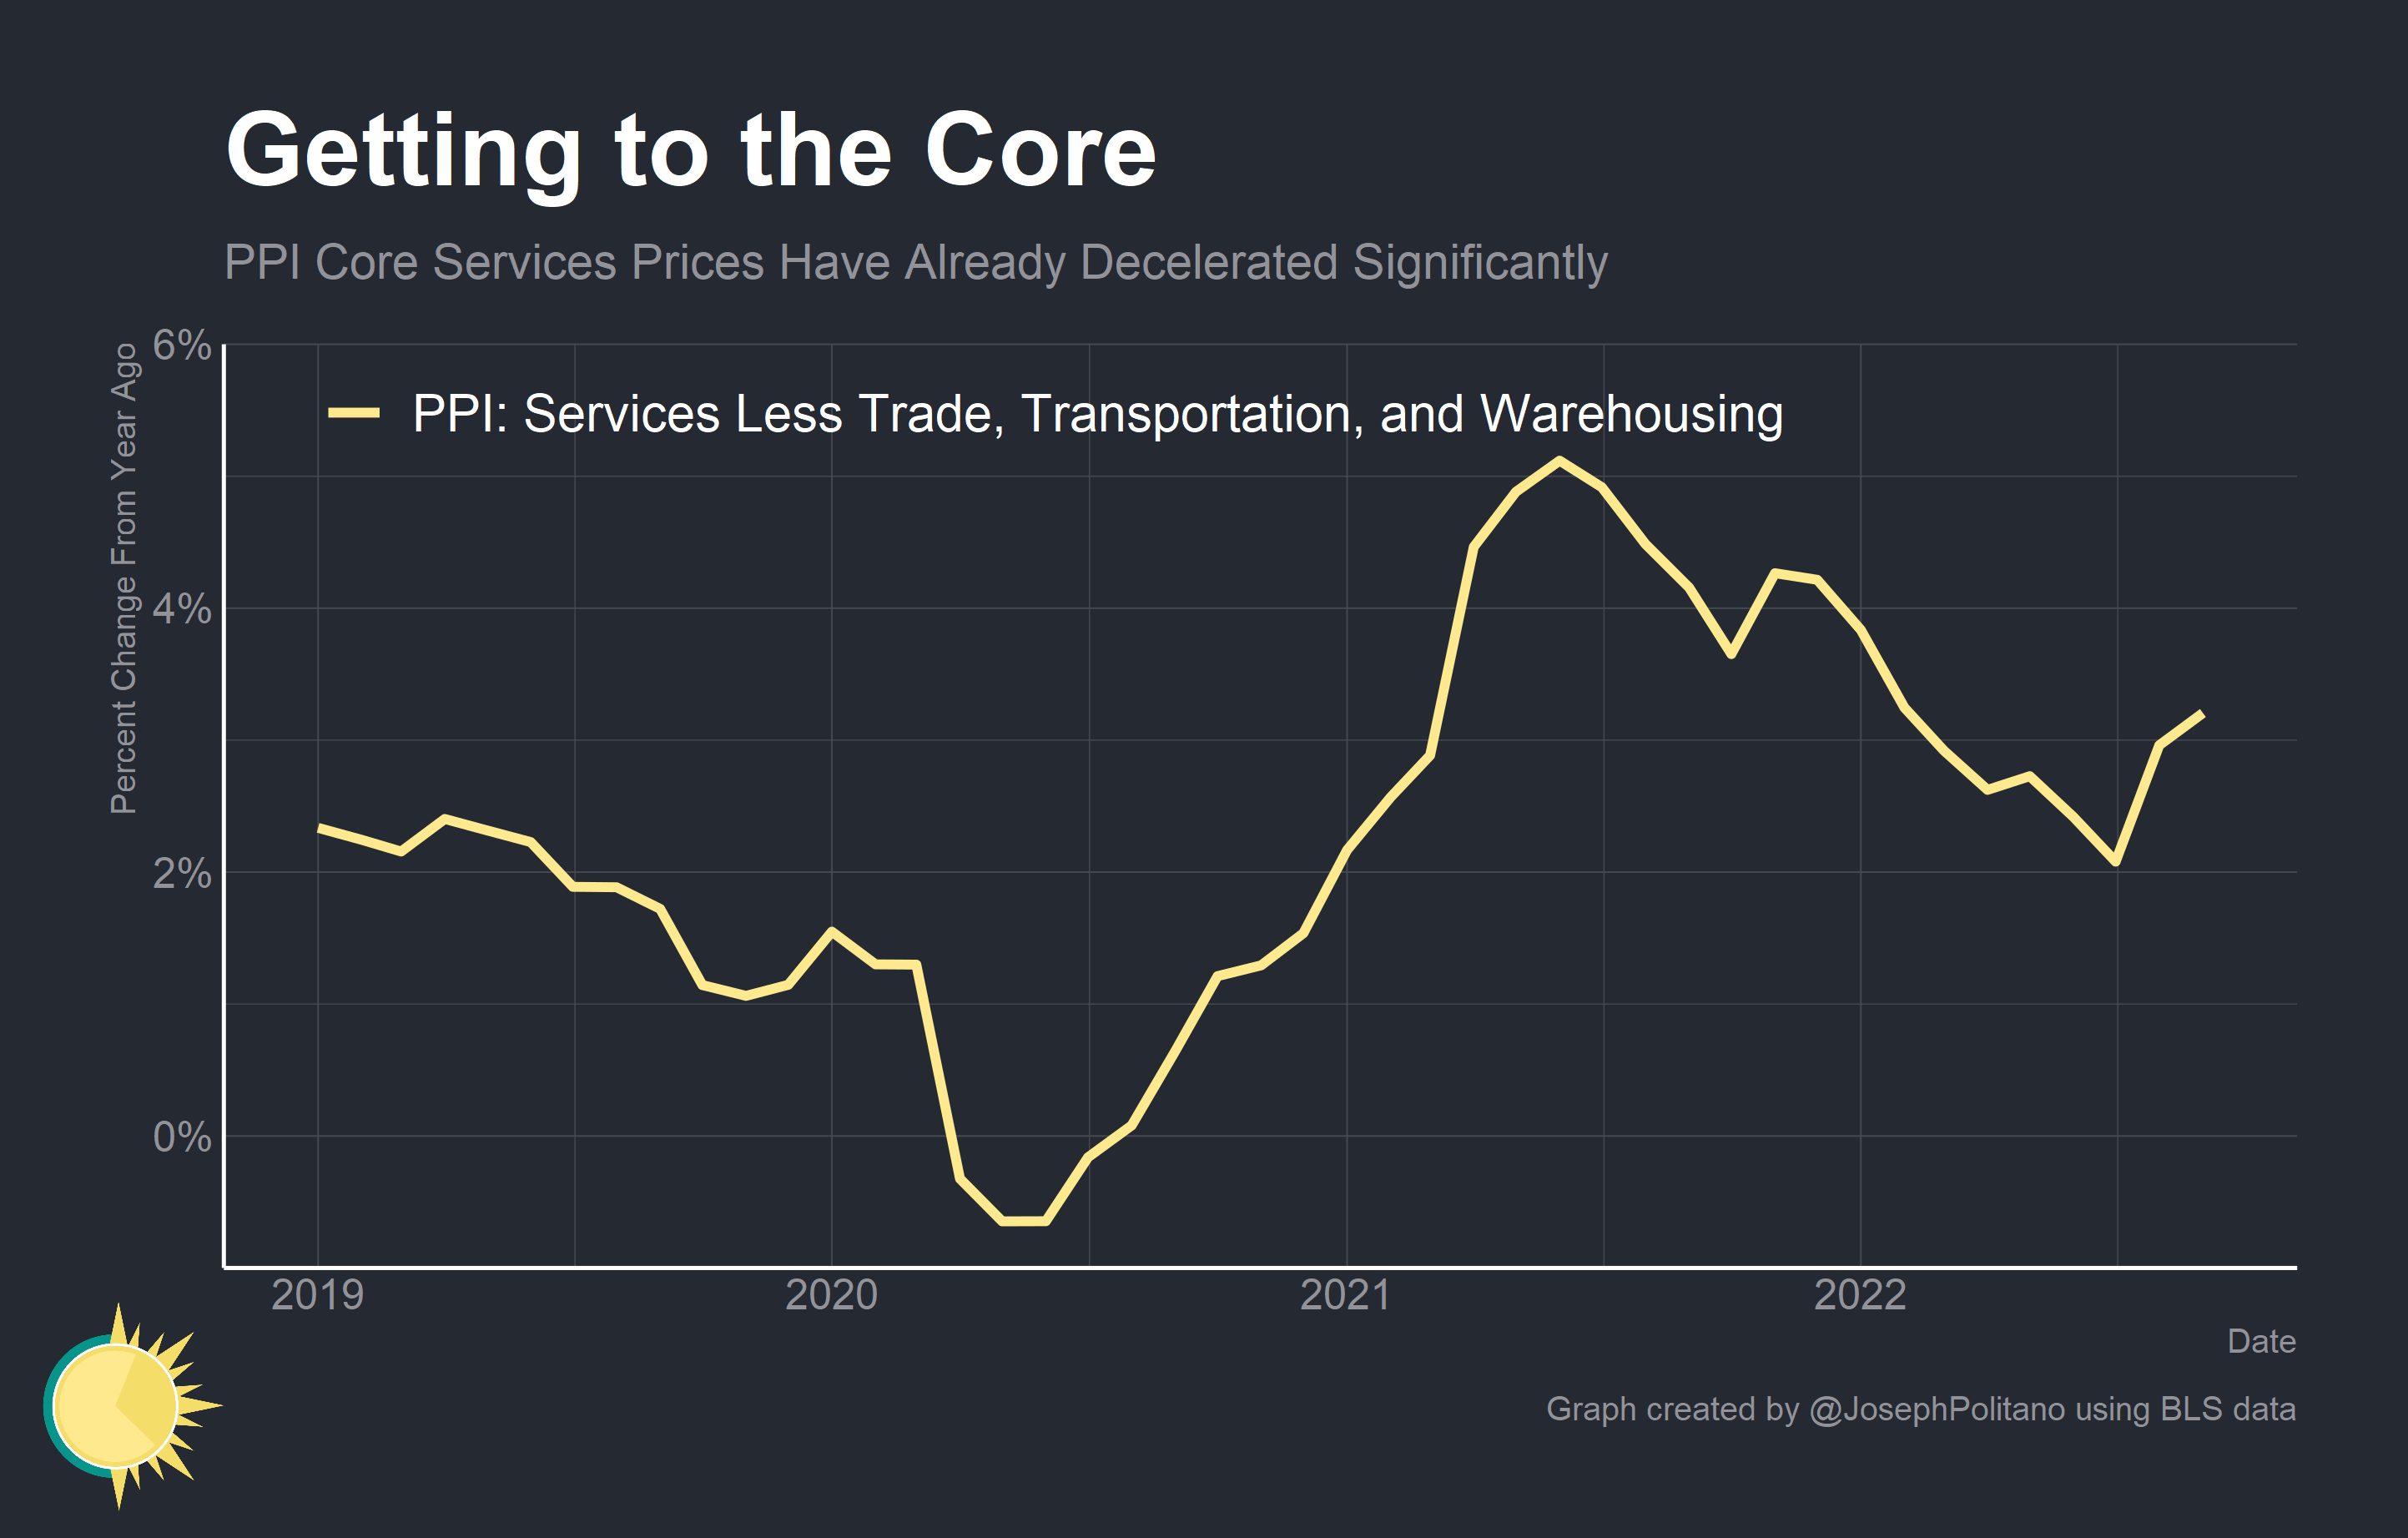 Getting to the Core
PPI Core Services Prices Have Already Decelerated Significantly
Percent Change From Year Ago
6%
4%
2%
0%
PPI: Services Less Trade, Transportation, and Warehousing
2019 2020 2021 2022
Date
Graph created by @JosephPolitano using BLS data